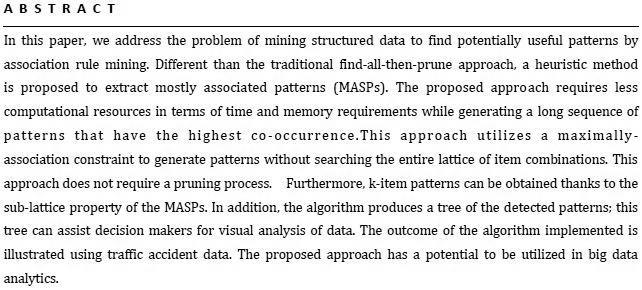 A B S T R A C T
In this paper, we address the problem of mining structured data to find potentially useful patterns by
association rule mining. Different than the traditional find-all-then-prune approach, a heuristic method
is proposed to extract mostly associated patterns (MASPs). The proposed approach requires less
computational resources in terms of time and memory requirements while generating a long sequence of
patterns that have the highest co-occurrence.This approach utilizes a maximally-
association constraint to generate patterns without searching the entire lattice of item combinations. This
approach does not require a pruning process. Furthermore, k-item patterns can be obtained thanks to the
sub-lattice property of the MASPs. In addition, the algorithm produces a tree of the detected patterns; this
tree can assist decision makers for visual analysis of data. The outcome of the algorithm implemented is
illustrated using traffic accident data. The proposed approach has a potential to be utilized in big data
analytics.